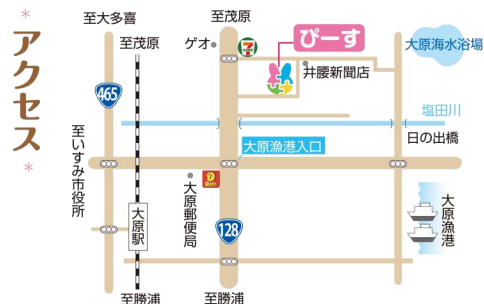 アクセス
至大多喜
至茂原
至茂原
ゲオ
7
ぴーす
井腰新聞店
大原海水浴場
465
塩田川
日の出橋
大原漁港入口
至いすみ市役所
大原郵便局
大原駅
128
大原漁港
至勝浦
至勝浦